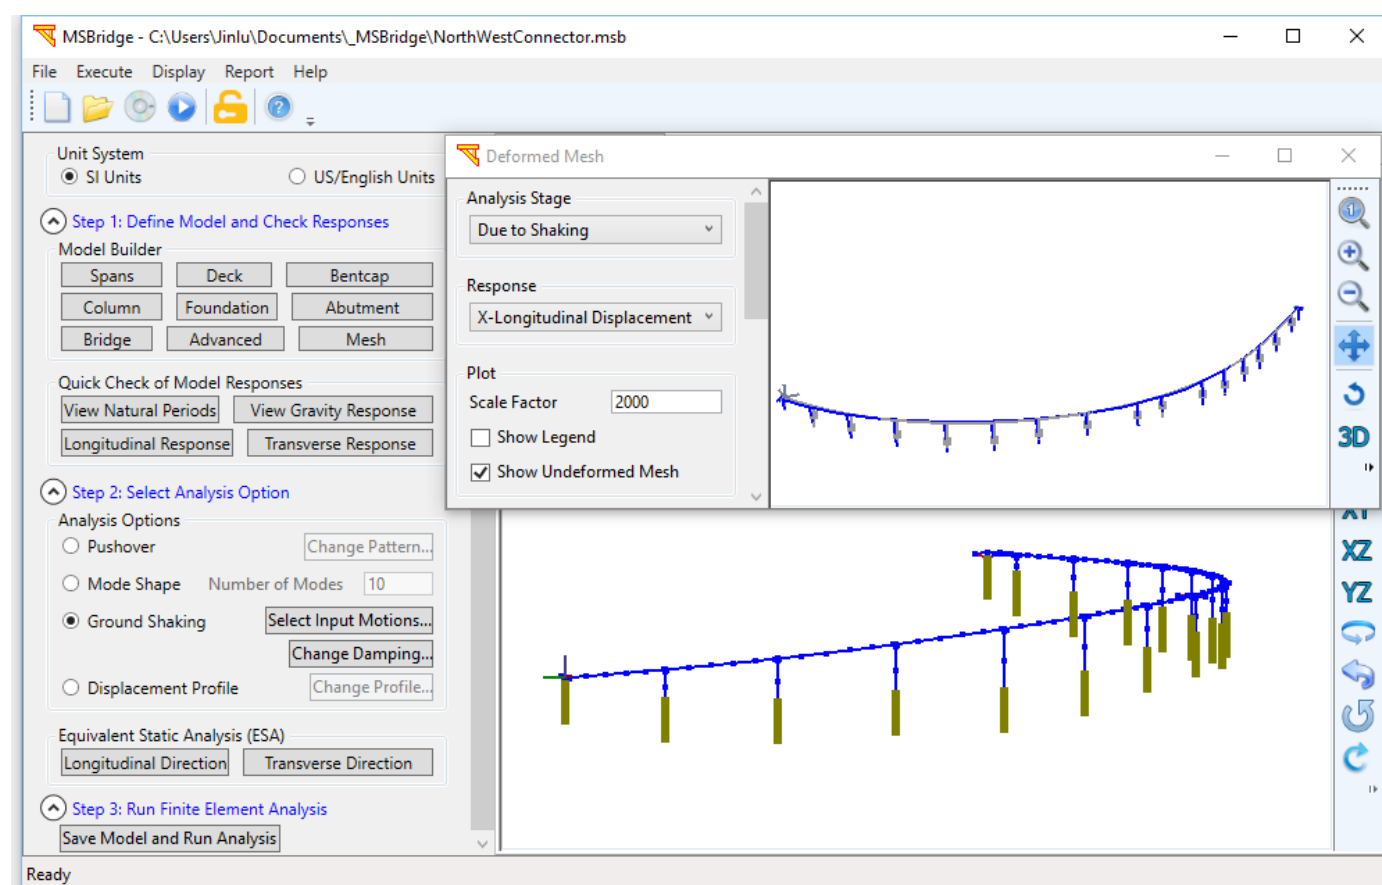 MSBridge - C:\Users\Jinlu\Documents\_MSBridge\NorthWestConnector.msb
File Execute Display Report Help
Unit System
SI Units US/English Units
Step 1: Define Model and Check Responses
Model Builder
Spans Deck Bentcap
Column Foundation Abutment
Bridge Advanced Mesh
Quick Check of Model Responses
View Natural Periods View Gravity Response
Longitudinal Response Transverse Response
Step 2: Select Analysis Option
Analysis Options
Pushover Change Pattern...
Mode Shape Number of Modes 10
Ground Shaking Select Input Motions...
Change Damping...
Displacement Profile Change Profile...
Equivalent Static Analysis (ESA)
Longitudinal Direction Transverse Direction
Step 3: Run Finite Element Analysis
Save Model and Run Analysis
Ready
Deformed Mesh
Analysis Stage
Due to Shaking
Response
X-Longitudinal Displacement
Plot
Scale Factor 2000
Show Legend
Show Undeformed Mesh
1
3D
XY
XZ
YZ